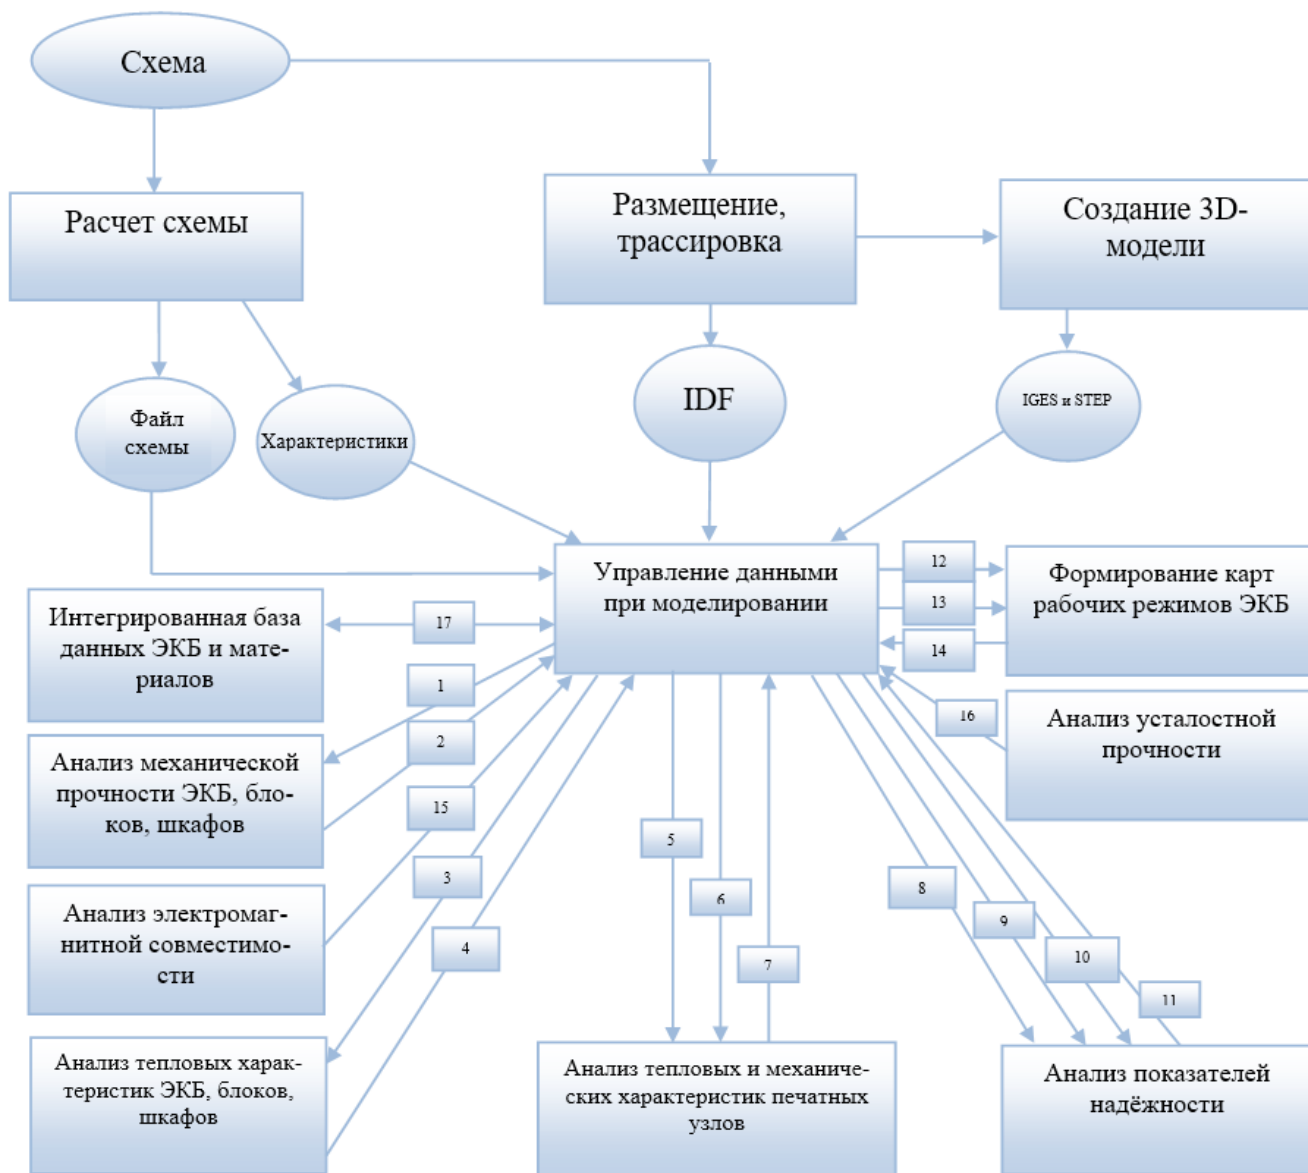 Схема
Расчет схемы
Размещение,
трассировка
Создание 3D-
модели
Файл
схемы
Характеристики
IDF
IGES и STEP
Управление данными
при моделировании
12
13
14
Формирование карт
рабочих режимов ЭКБ
Интегрированная база
данных ЭКБ и мате-
риалов
17
1
2
15
3
4
16
Анализ усталостной
прочности
Анализ механической
прочности ЭКБ, бло-
ков, шкафов
5
6
7
8
9
10
11
Анализ электромаг-
нитной совместимо-
сти
Анализ тепловых харак-
теристик ЭКБ, блоков,
шкафов
Анализ тепловых и механиче-
ских характеристик печатных
узлов
Анализ показателей
надёжности